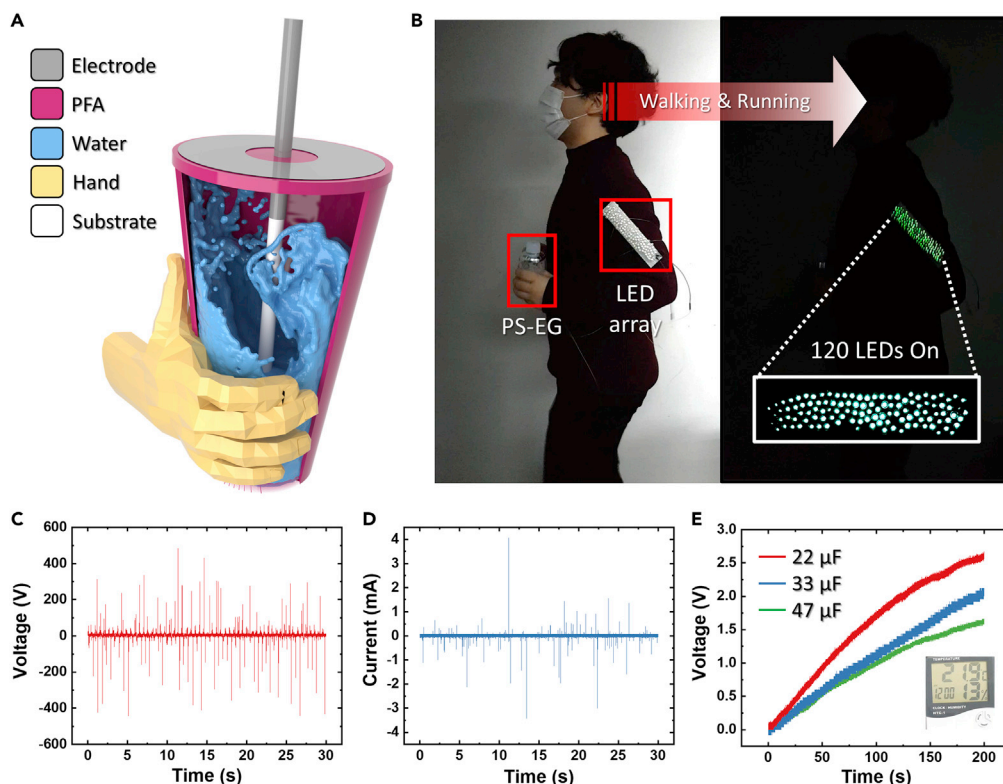 A
Electrode
PFA
Water
Hand
Substrate
B
Walking & Running
PS-EG
LED
array
120 LEDs On
C
Voltage (V)
600
400
200
0
-200
-400
-600
0 5 10 15 20 25 30
Time (s)
D
Current (mA)
4
3
2
1
0
-1
-2
-3
-4
0 5 10 15 20 25 30
Time (s)
E
Voltage (V)
3.0
2.5
2.0
1.5
1.0
0.5
0.0
22 μF
33 μF
47 μF
TEMPERATURE
0 50 100 150 200
Time (s)